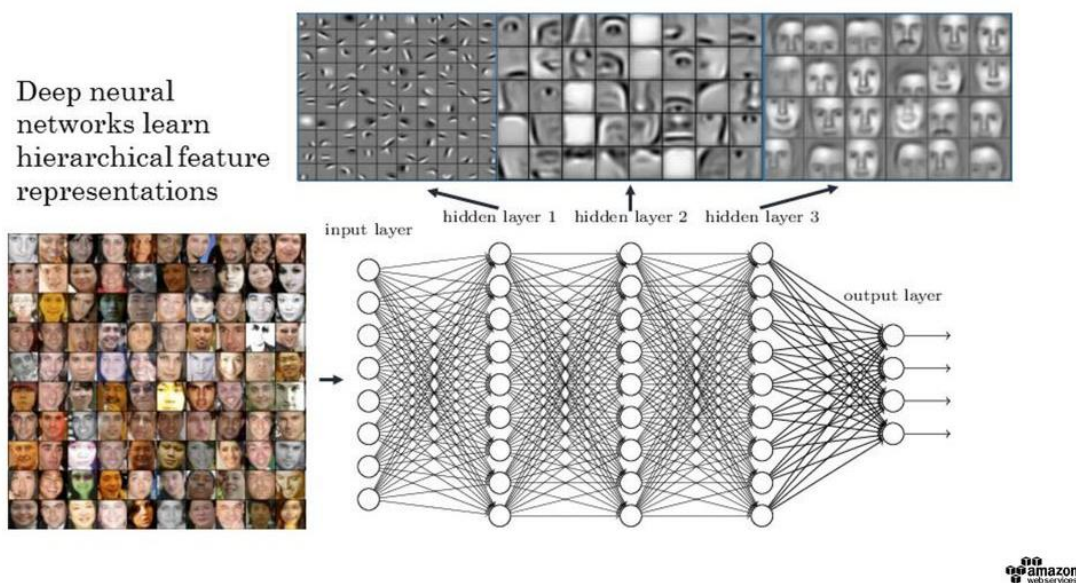 Deep neural
networks learn
hierarchical feature
representations
hidden layer 1 hidden layer 2 hidden layer 3
input layer
output layer
amazon
webservices